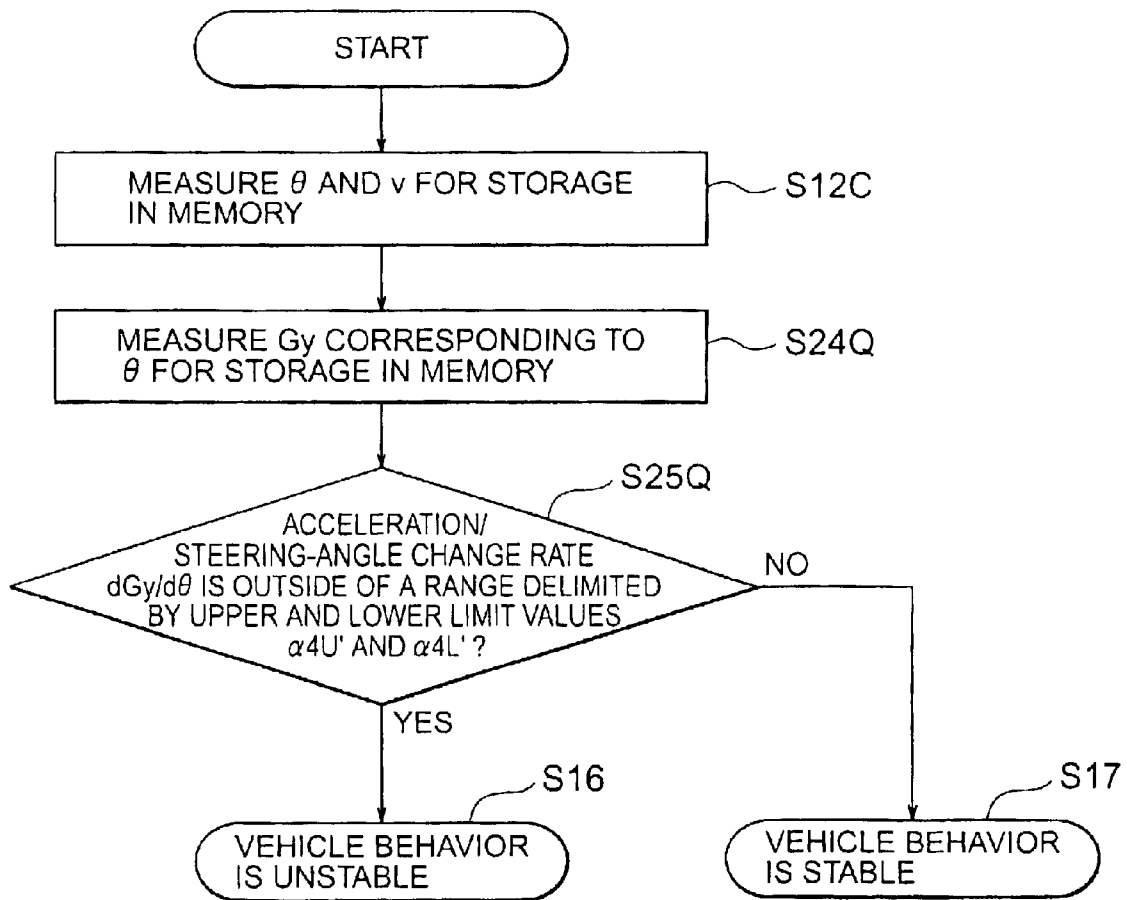 START
MEASURE θ AND v FOR STORAGE
IN MEMORY
S12C
MEASURE Gy CORRESPONDING TO
θ FOR STORAGE IN MEMORY
S24Q
S25Q
ACCELERATION/
STEERING-ANGLE CHANGE RATE
dGy/dθ IS OUTSIDE OF A RANGE DELIMITED
BY UPPER AND LOWER LIMIT VALUES
α4U' AND α4L' ?
NO
YES
S16
VEHICLE BEHAVIOR
IS UNSTABLE
S17
VEHICLE BEHAVIOR
IS STABLE